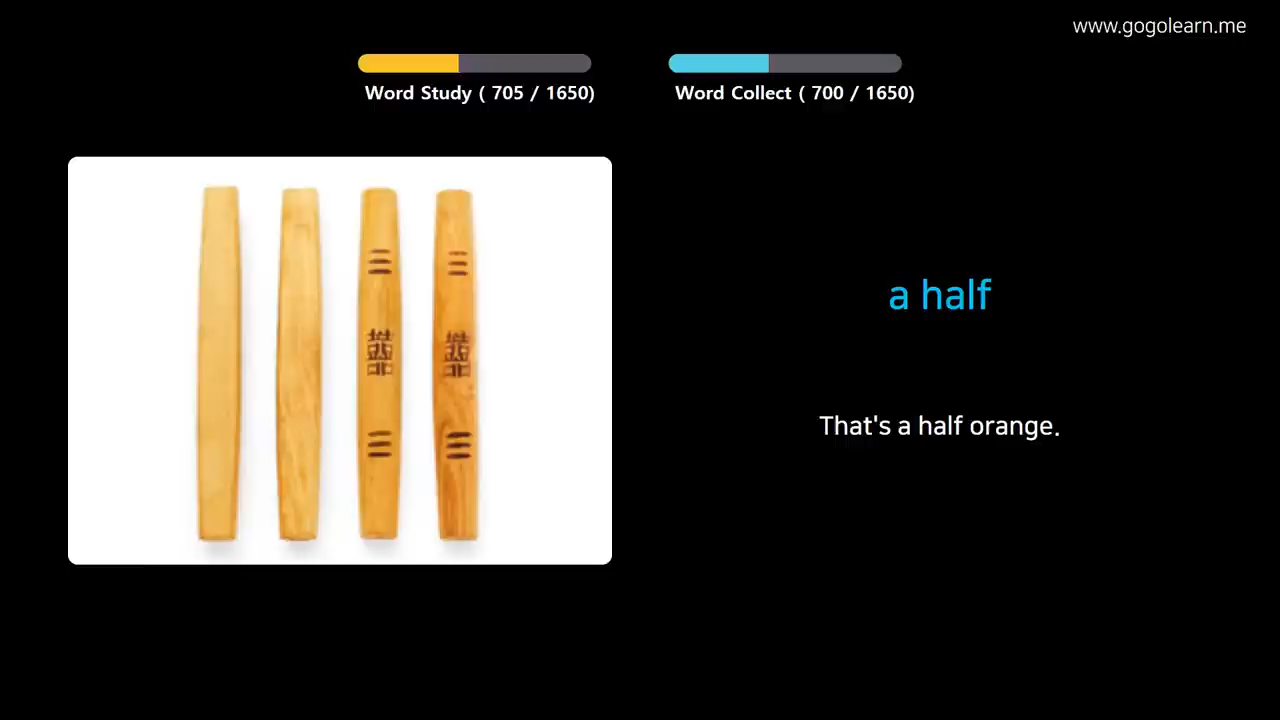 www.gogolearn.me
Word Study ( 705 / 1650)
Word Collect ( 700 / 1650)
a half
That's a half orange.